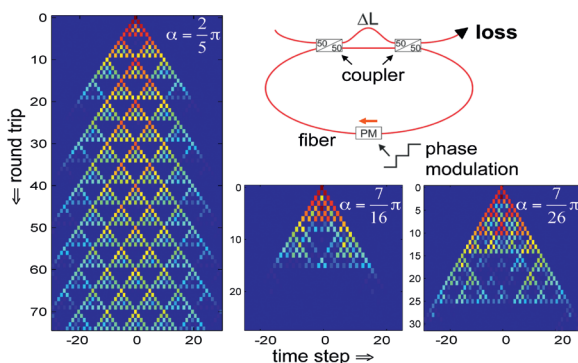 0
10
20
30
40
50
60
70
-20
0
20
α = 2/5 π
⇐ round trip
ΔL
50 50
50 50
loss
coupler
fiber
PM
phase
modulation
0
10
20
-20
0
20
α = 7/16 π
0
5
10
15
20
25
30
-20
0
20
α = 7/26 π
time step ⇒